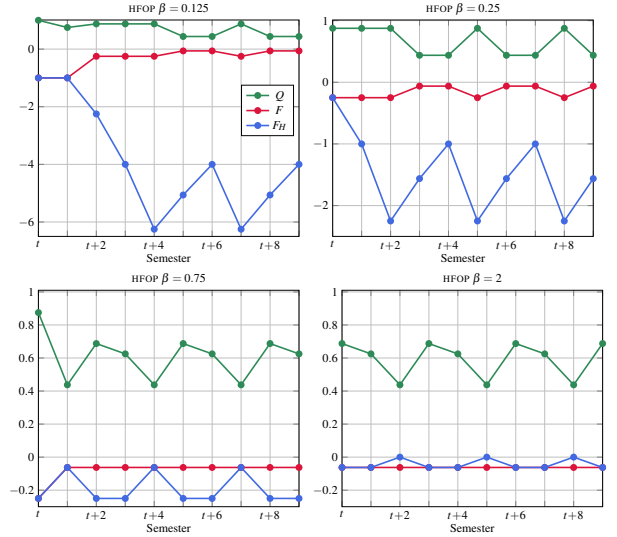 HFOP β = 0.125
0
−2
−4
−6
t
t+2
t+4
t+6
t+8
Semester
Q
F
F_H
HFOP β = 0.25
1
0
−1
−2
t
t+2
t+4
t+6
t+8
Semester
HFOP β = 0.75
1
0.8
0.6
0.4
0.2
0
−0.2
t
t+2
t+4
t+6
t+8
Semester
HFOP β = 2
1
0.8
0.6
0.4
0.2
0
−0.2
t
t+2
t+4
t+6
t+8
Semester